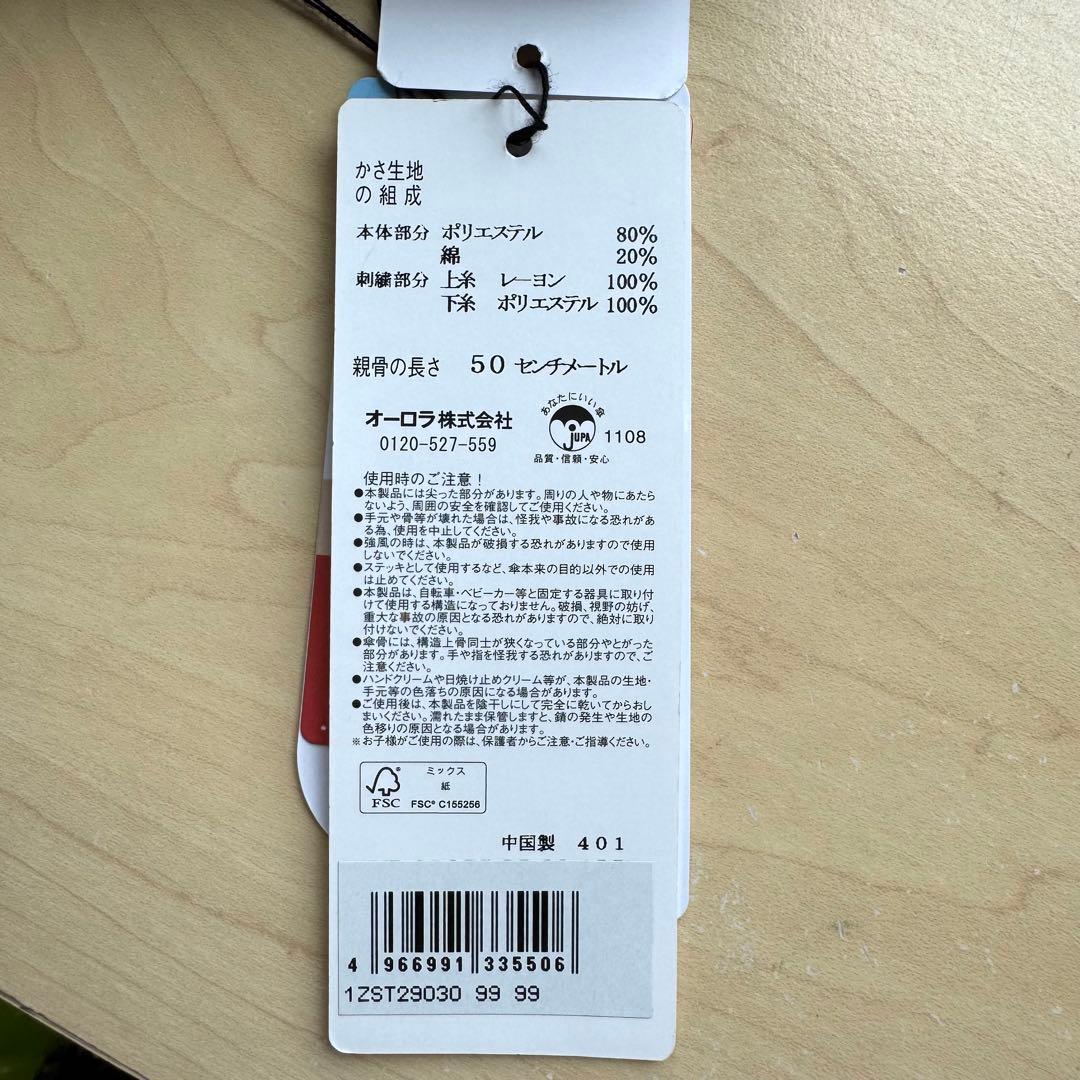 かさ生地
の組成
本体部分 ポリエステル 80%
綿 20%
刺繍部分 上糸 レーヨン 100%
下糸 ポリエステル 100%
親骨の長さ 50 センチメートル
あなたにいい傘
オーロラ株式会社
JUPA 1108
0120-527-559
品質・信頼・安心
使用時のご注意!
●本製品には尖った部分があります。周りの人や物にあたら
ないよう、周囲の安全を確認してご使用ください。
●手元や骨等が壊れた場合は、怪我や事故になる恐れがあ
る為、使用を中止してください。
●強風の時は、本製品が破損する恐れがありますので使用
しないでください。
●ステッキとして使用するなど、傘本来の目的以外での使用
は止めてください。
●本製品は、自転車・ベビーカー等と固定する器具に取り付
けて使用する構造になっておりません。破損、視野の妨げ、
重大な事故の原因となる恐れがありますので、絶対に取り
付けないでください。
●傘骨には、構造上骨同士が狭くなっている部分やとがった
部分があります。手や指を怪我する恐れがありますので、ご
注意ください。
●ハンドクリームや日焼け止めクリーム等が、本製品の生地・
手元等の色落ちの原因になる場合があります。
●ご使用後は、本製品を陰干しにして完全に乾いてからおし
まいください。濡れたまま保管しますと、錆の発生や生地の
色移りの原因となる場合があります。
※お子様がご使用の際は、保護者からご注意・ご指導ください。
ミックス
紙
FSC FSC® C155256
中国製 401
4 966991 335506
1ZST29030 99 99